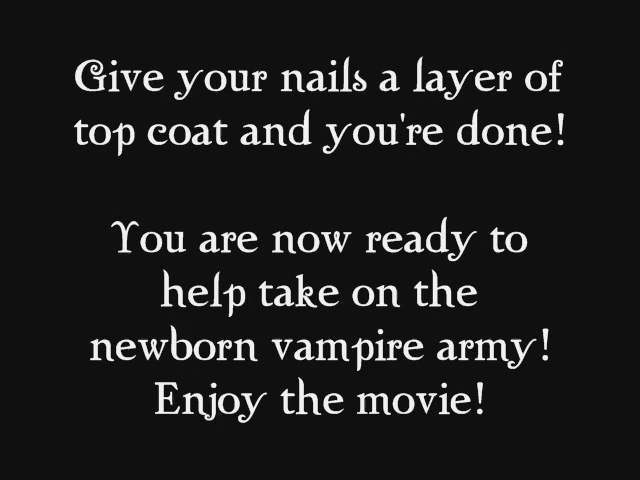 Give your nails a layer of
top coat and you're done!
You are now ready to
help take on the
newborn vampire army!
Enjoy the movie!